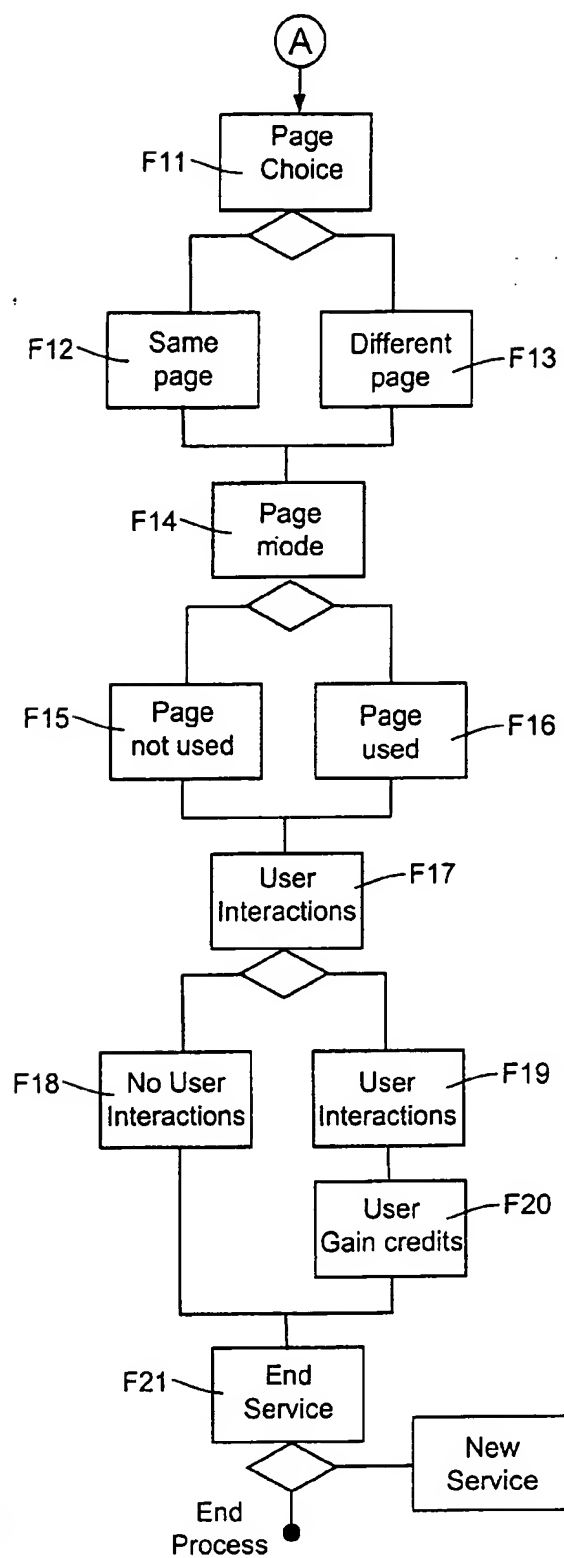 A
Page
Choice
F11
F12
Same
page
Different
page
F13
F14
Page
mode
F15
Page
not used
Page
used
F16
User
Interactions
F17
F18
No User
Interactions
User
Interactions
F19
User
Gain credits
F20
F21
End
Service
New
Service
End
Process